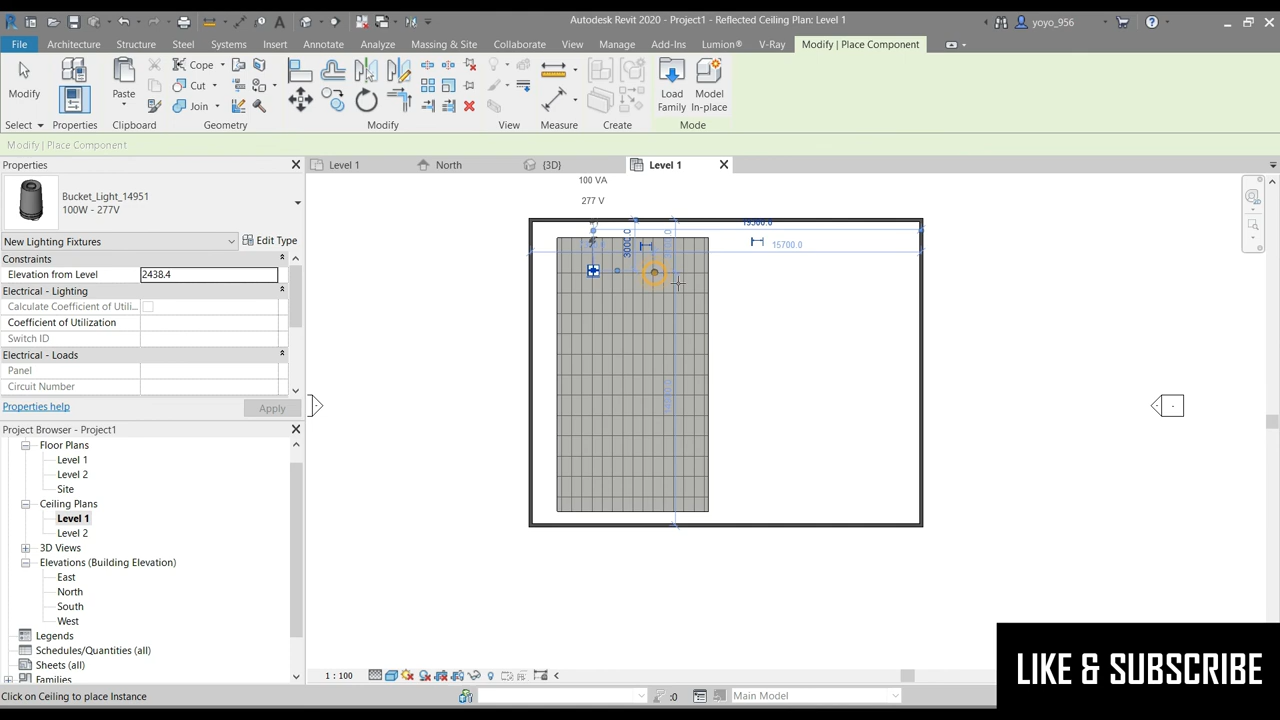 Autodesk Revit 2020 - Project1 - Reflected Ceiling Plan: Level 1
yoyo_956
File Architecture Structure Steel Systems Insert Annotate Analyze Massing & Site Collaborate View Manage Add-Ins Lumion® V-Ray Modify | Place Component
Modify
Paste
Cope
Cut
Join
Load Family
Model In-place
Select Properties Clipboard Geometry Modify View Measure Create Mode
Modify | Place Component
Properties
Level 1 North {3D} Level 1
Bucket_Light_14951
100W - 277V
New Lighting Fixtures Edit Type
Constraints
Elevation from Level 2438.4
Electrical - Lighting
Calculate Coefficient of Utili...
Coefficient of Utilization
Switch ID
Electrical - Loads
Panel
Circuit Number
Properties help Apply
Project Browser - Project1
Floor Plans
Level 1
Level 2
Site
Ceiling Plans
Level 1
Level 2
3D Views
Elevations (Building Elevation)
East
North
South
West
Legends
Schedules/Quantities (all)
Sheets (all)
Families
100 VA
277 V
3000.0
15700.0
1 : 100
Click on Ceiling to place Instance
:0
Main Model
LIKE & SUBSCRIBE